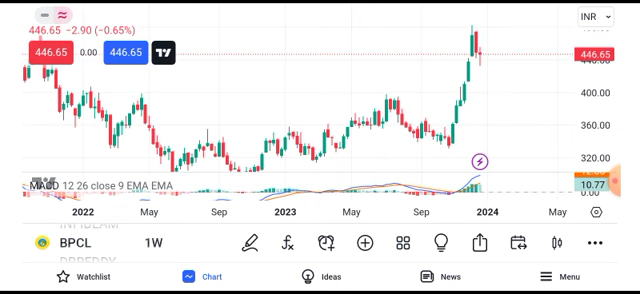 INR
446.65 -2.90 (-0.65%)
446.65 0.00 446.65
446.65
400.00
360.00
320.00
MACD 12 26 close 9 EMA EMA
10.77
0.00
2022 May Sep 2023 May Sep 2024 May
BPCL 1W
Watchlist Chart Ideas News Menu